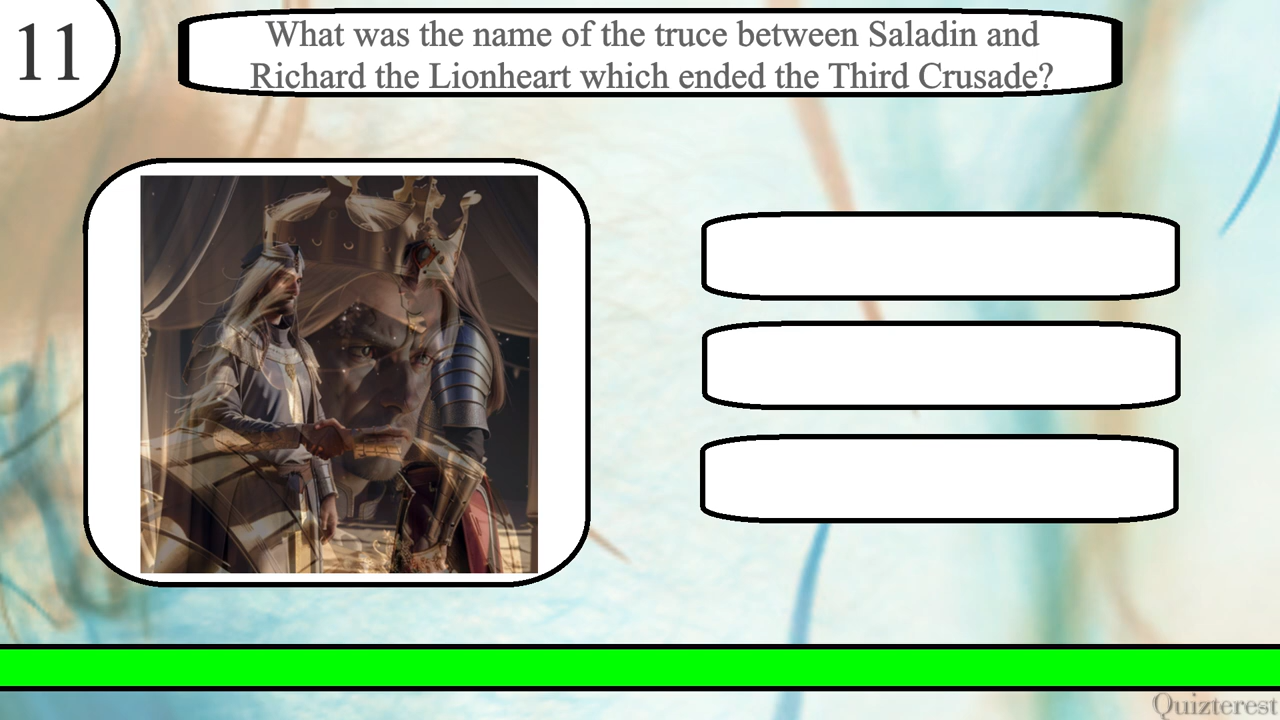 11
What was the name of the truce between Saladin and
Richard the Lionheart which ended the Third Crusade?
Quizterest